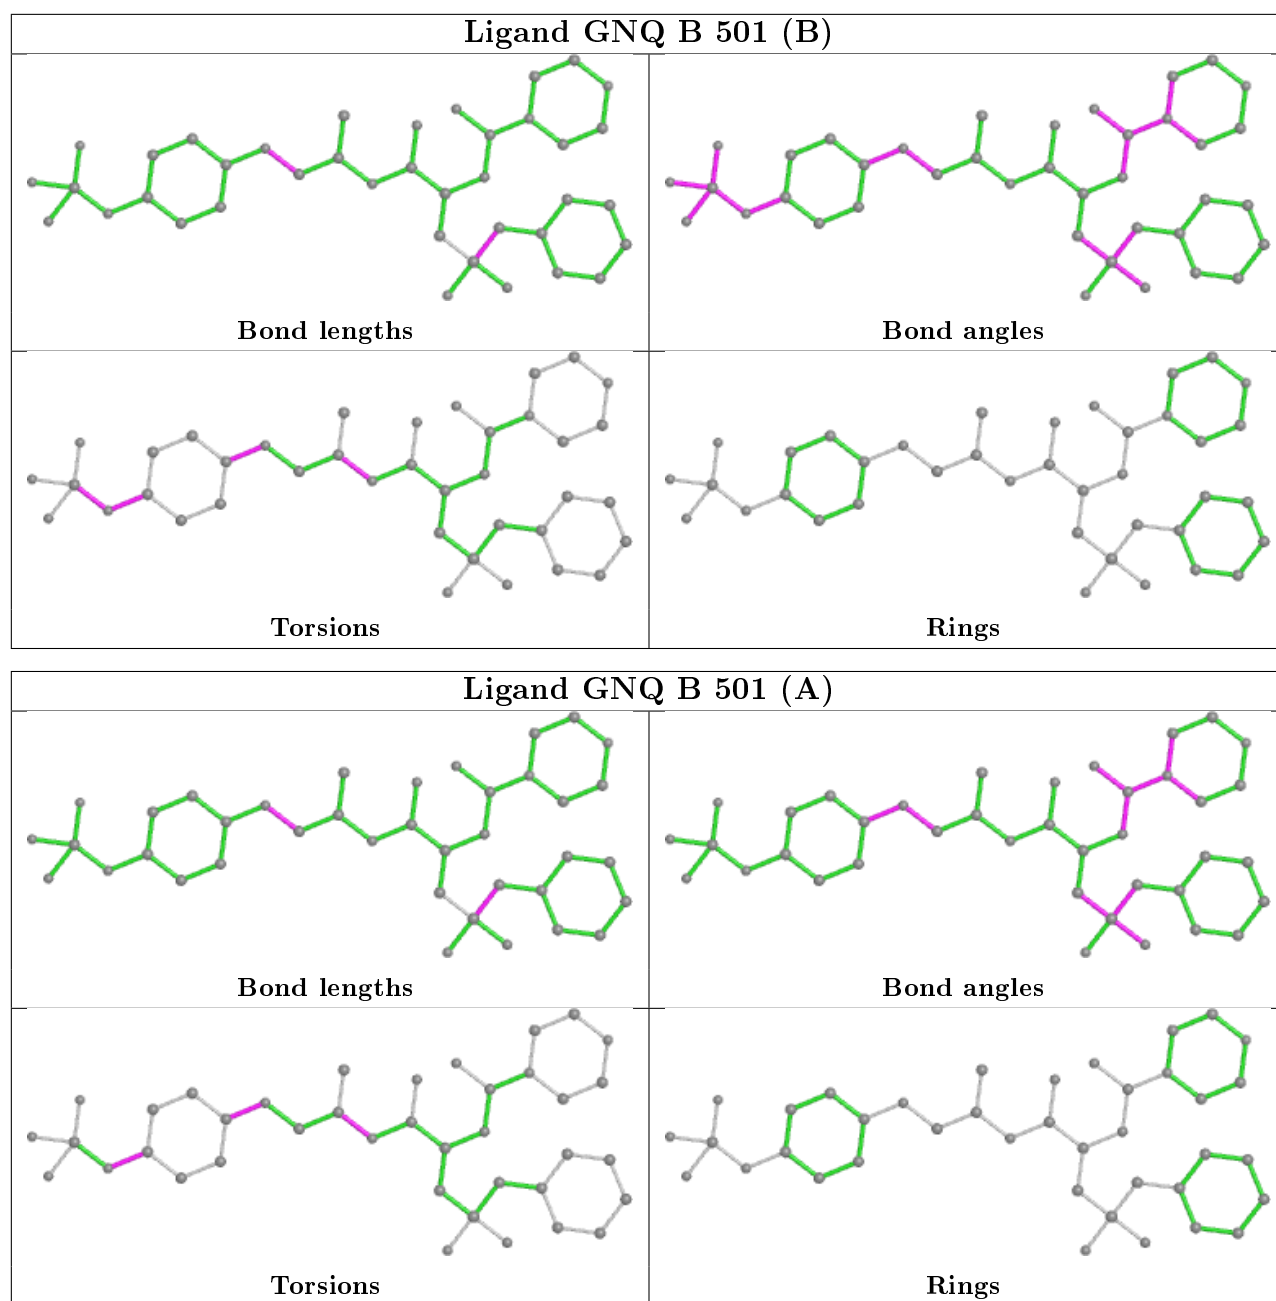 Ligand GNQ B 501 (B)
Bond lengths
Bond angles
Torsions
Rings
Ligand GNQ B 501 (A)
Bond lengths
Bond angles
Torsions
Rings